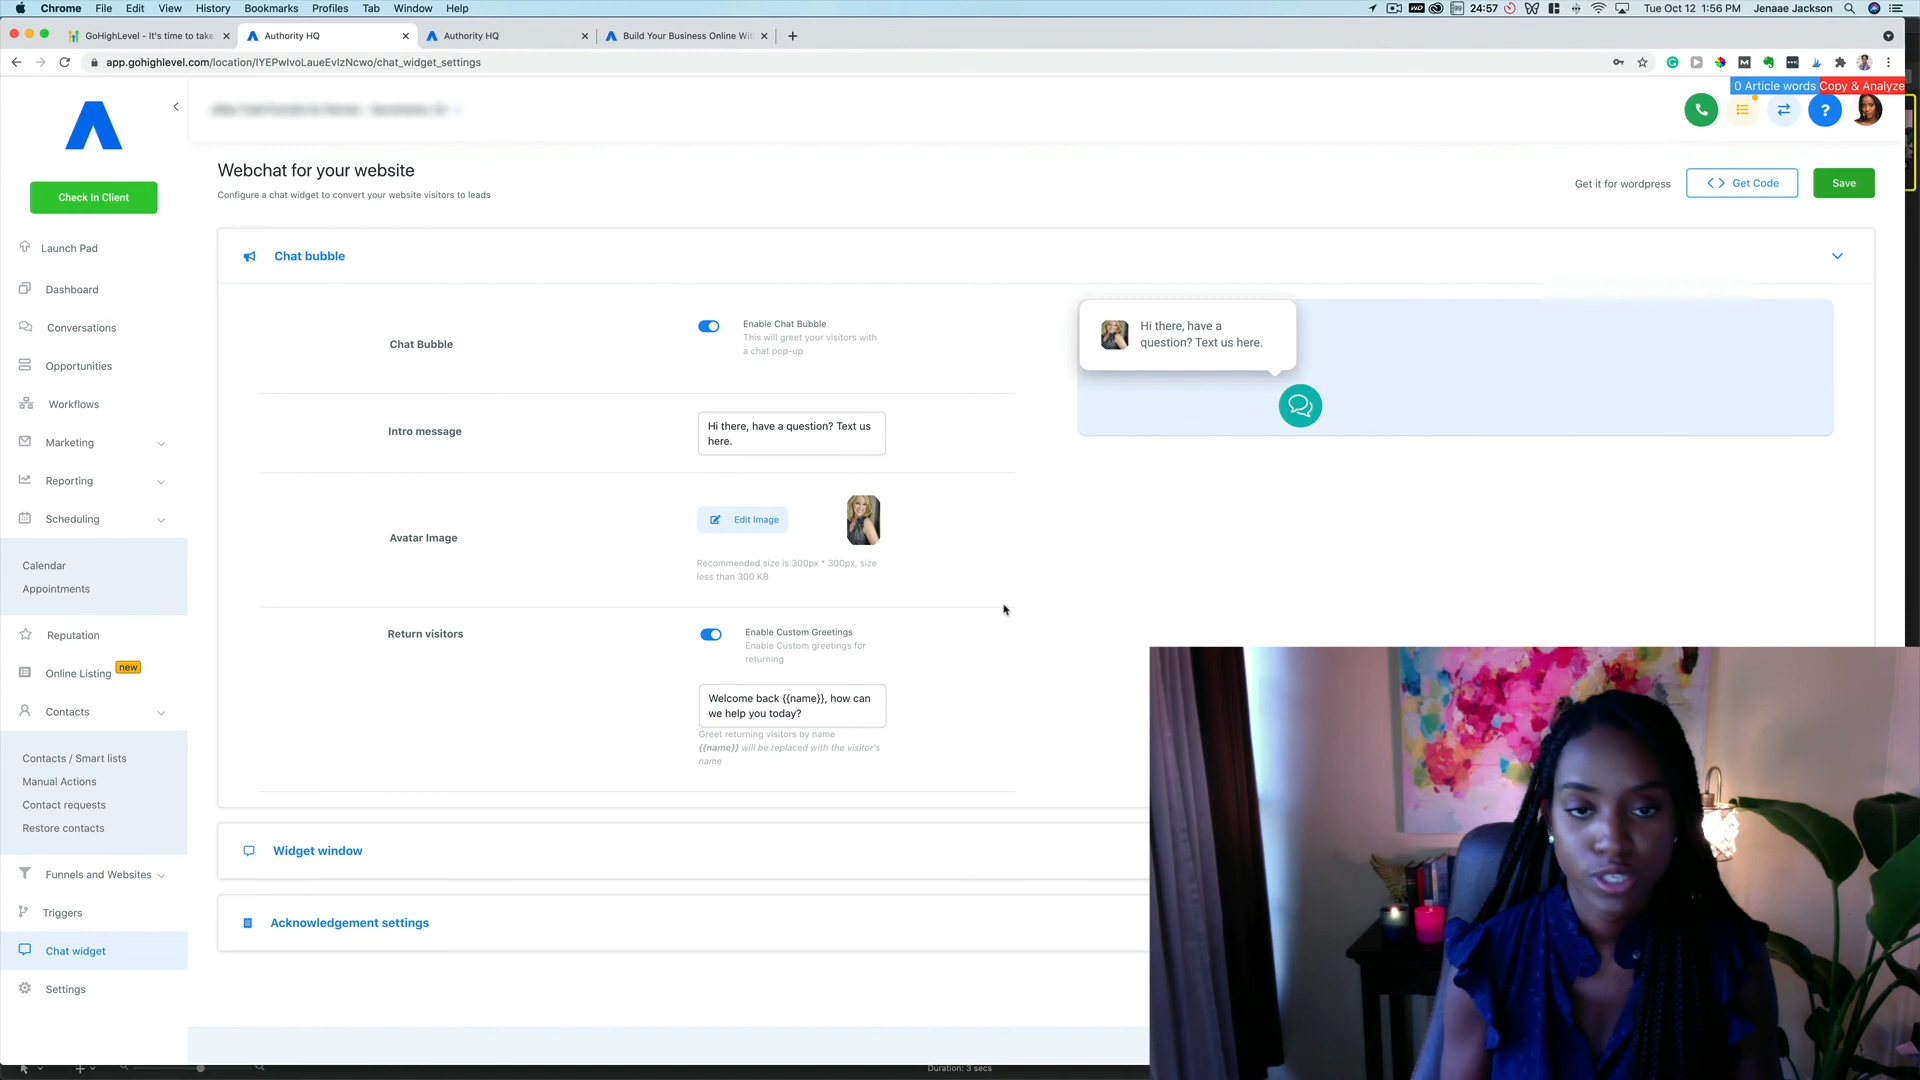 Chrome File Edit View History Bookmarks Profiles Tab Window Help 24:57 Tue Oct 12 1:56 PM Jenaae Jackson
GoHighLevel - It's time to take Authority HQ Authority HQ Build Your Business Online Wit
app.gohighlevel.com/location/IYEPwIvoLaueEvIzNcwo/chat_widget_settings
0 Article words Copy & Analyze
Check In Client
Launch Pad
Dashboard
Conversations
Opportunities
Workflows
Marketing
Reporting
Scheduling
Calendar
Appointments
Reputation
Online Listing new
Contacts
Contacts / Smart lists
Manual Actions
Contact requests
Restore contacts
Funnels and Websites
Triggers
Chat widget
Settings
Webchat for your website
Configure a chat widget to convert your website visitors to leads
Get it for wordpress
Get Code
Save
Chat bubble
Chat Bubble
Enable Chat Bubble
This will greet your visitors with
a chat pop-up
Intro message
Hi there, have a question? Text us
here.
Avatar Image
Edit Image
Recommended size is 300px * 300px, size
less than 300 KB
Return visitors
Enable Custom Greetings
Enable Custom greetings for
returning
Welcome back {{name}}, how can
we help you today?
Greet returning visitors by name
{{name}} will be replaced with the visitor's
name
Hi there, have a
question? Text us here.
Widget window
Acknowledgement settings
Duration: 3 secs